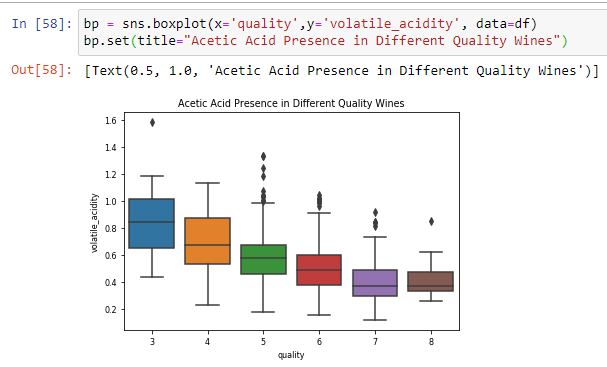 In [58]: bp = sns.boxplot(x='quality',y='volatile_acidity', data=df)
bp.set(title="Acetic Acid Presence in Different Quality Wines")
Out[58]: [Text(0.5, 1.0, 'Acetic Acid Presence in Different Quality Wines')]
Acetic Acid Presence in Different Quality Wines
1.6
1.4
1.2
1.0
0.8
0.6
0.4
0.2
volatile_acidity
3 4 5 6 7 8
quality